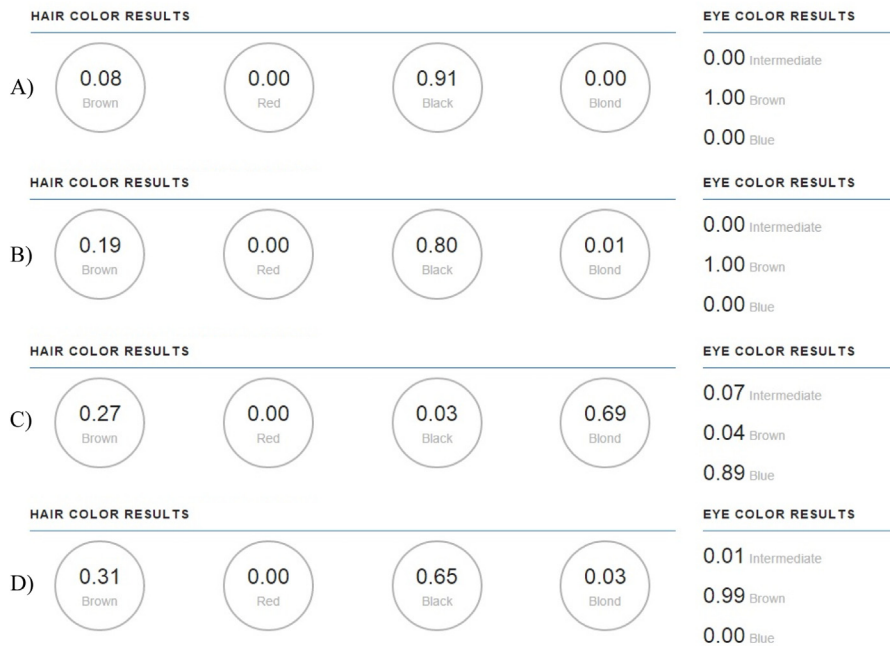 HAIR COLOR RESULTS EYE COLOR RESULTS
A) 0.08 Brown 0.00 Red 0.91 Black 0.00 Blond
0.00 Intermediate
1.00 Brown
0.00 Blue
HAIR COLOR RESULTS EYE COLOR RESULTS
B) 0.19 Brown 0.00 Red 0.80 Black 0.01 Blond
0.00 Intermediate
1.00 Brown
0.00 Blue
HAIR COLOR RESULTS EYE COLOR RESULTS
C) 0.27 Brown 0.00 Red 0.03 Black 0.69 Blond
0.07 Intermediate
0.04 Brown
0.89 Blue
HAIR COLOR RESULTS EYE COLOR RESULTS
D) 0.31 Brown 0.00 Red 0.65 Black 0.03 Blond
0.01 Intermediate
0.99 Brown
0.00 Blue